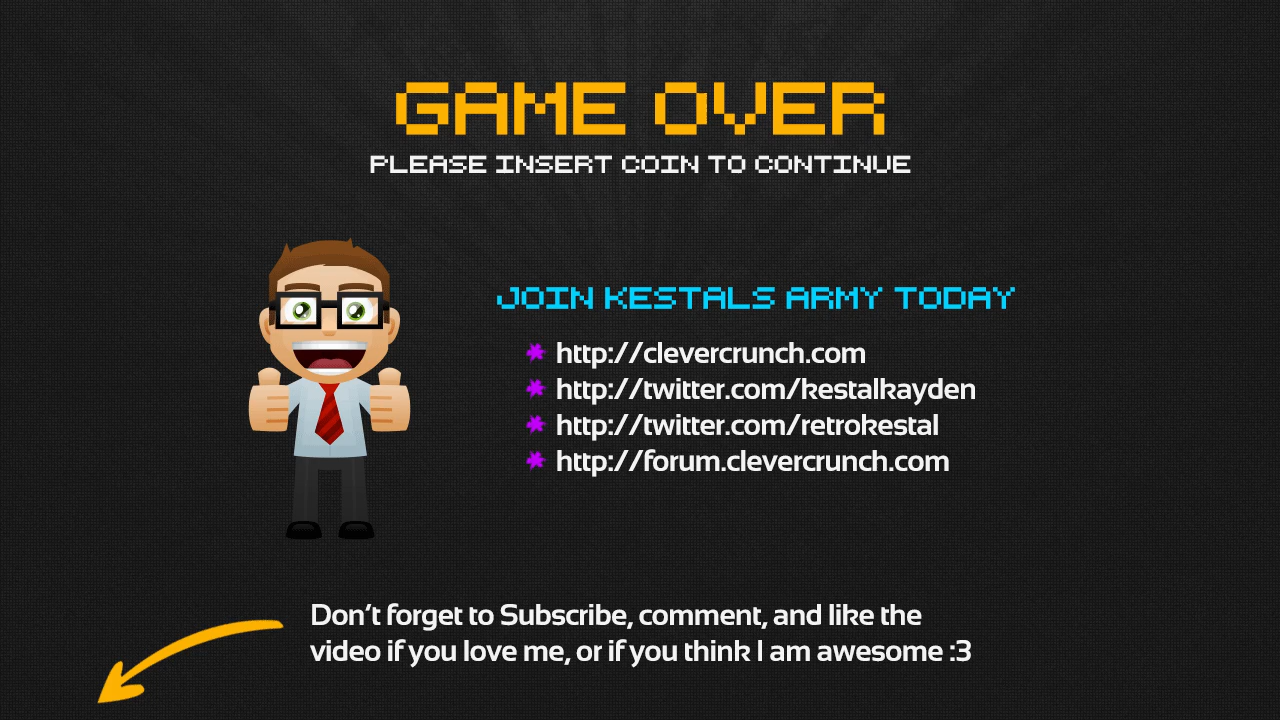 GAME OVER
PLEASE INSERT COIN TO CONTINUE
JOIN KESTALS ARMY TODAY
http://clevercrunch.com
http://twitter.com/kestalkayden
http://twitter.com/retrokestal
http://forum.clevercrunch.com
Don't forget to Subscribe, comment, and like the
video if you love me, or if you think I am awesome :3